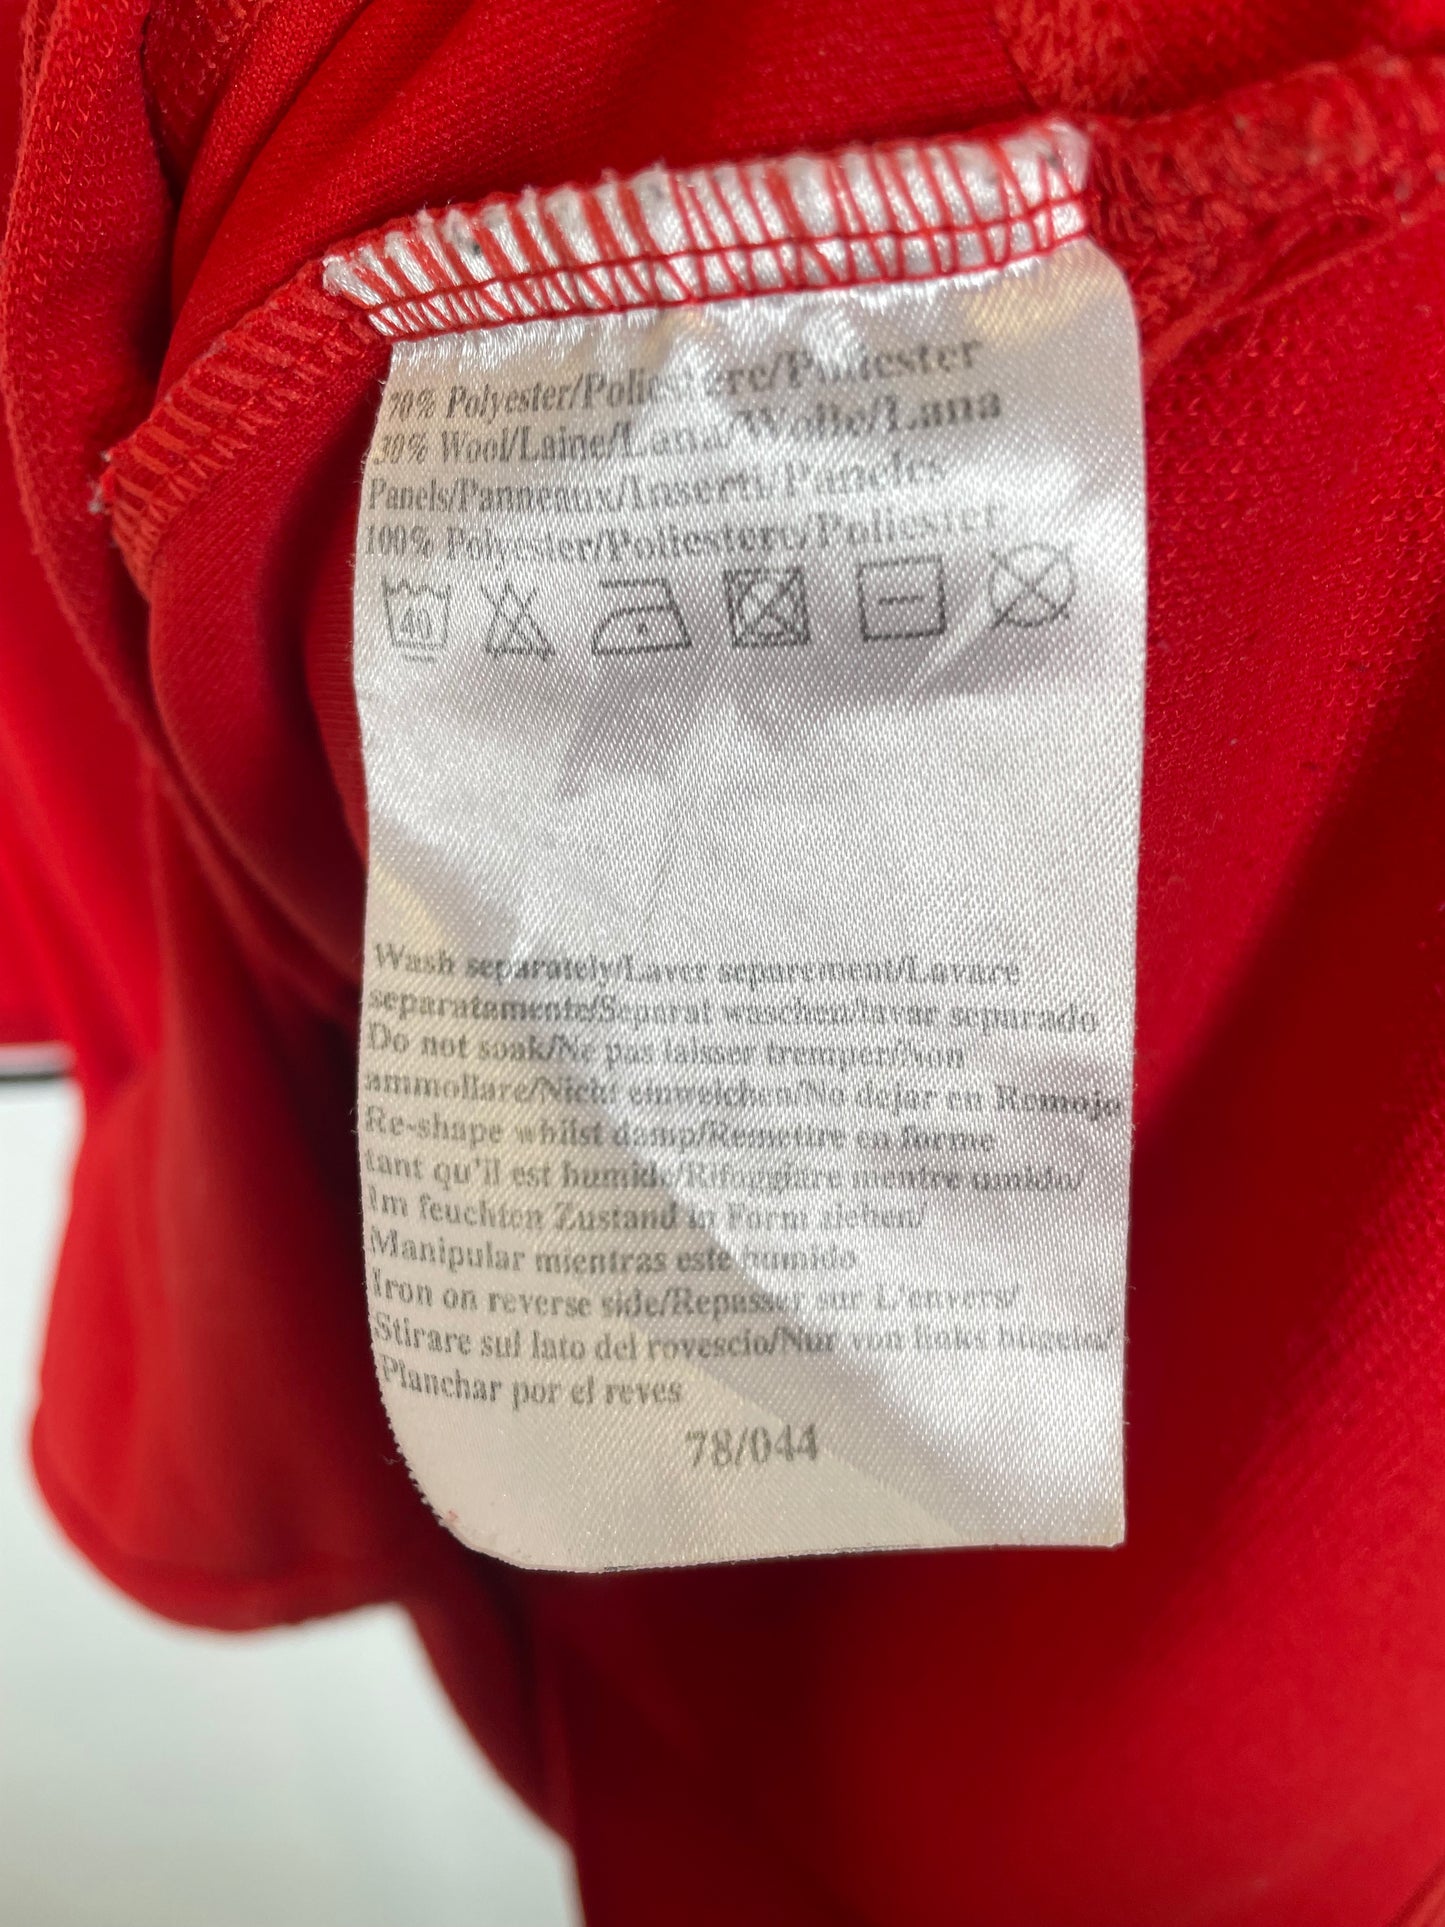 70% Polyester/Poliestere/Poliester
30% Wool/Laine/Lana/Wolle/Lana
Panels/Panneaux/Inserti/Paneles
100% Polyester/Poliestere/Poliester
40
Wash separately/Laver separement/Lavare
separatamente/Separat waschen/lavar separado
Do not soak/Ne pas laisser tremper/Non
ammollare/Nicht einweichen/No dejar en Remojo
Re-shape whilst damp/Remettre en forme
tant qu'il est humide/Rifoggiare mentre umido/
Im feuchten Zustand in Form ziehen/
Manipular mientras este humido
Iron on reverse side/Repasser sur L'envers/
Stirare sul lato del rovescio/Nur von links bügeln/
Planchar por el reves
78/044